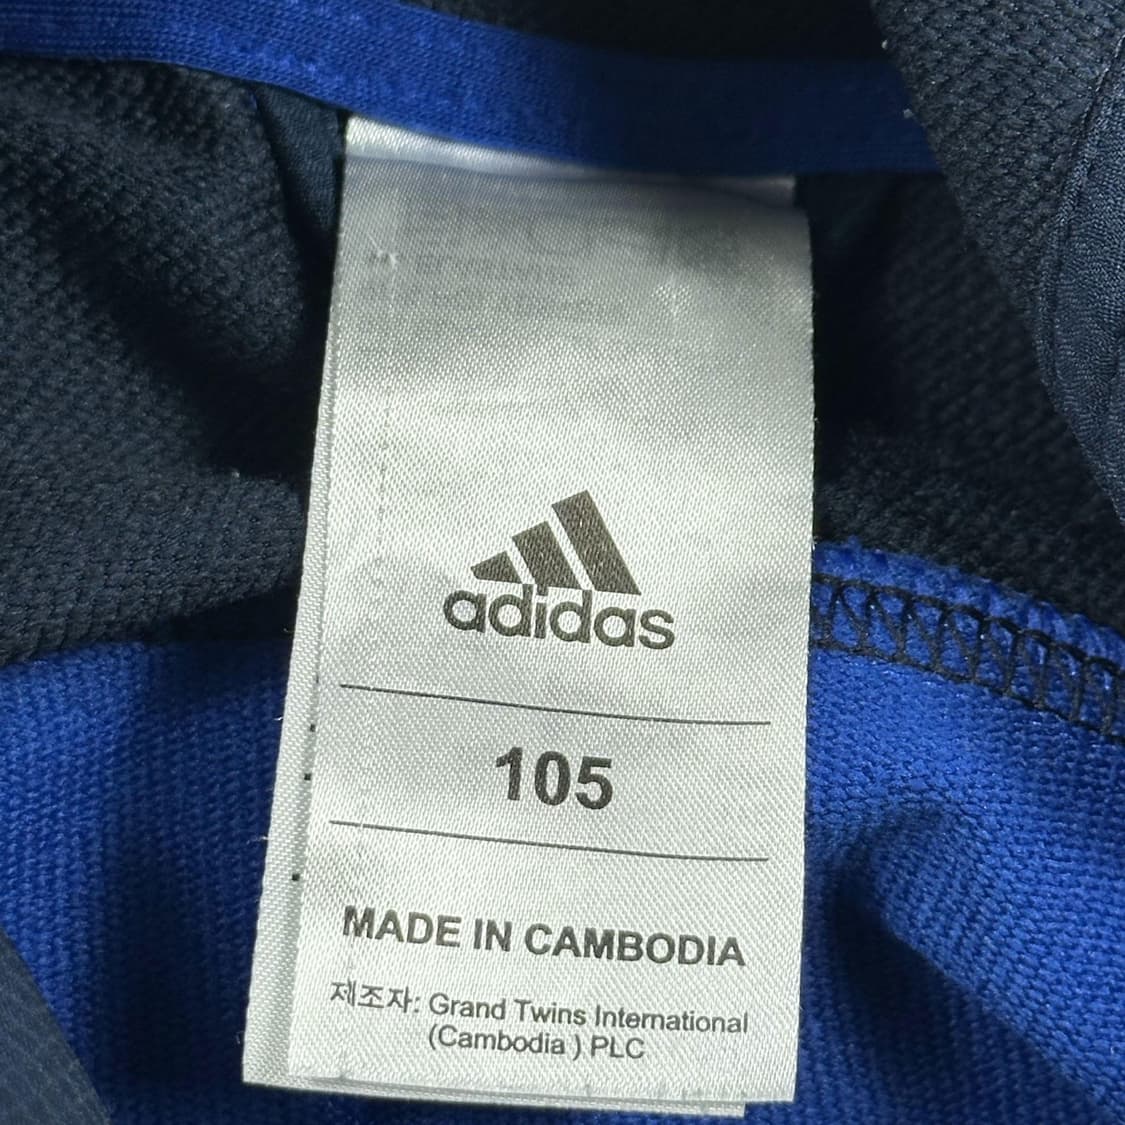 adidas
105
MADE IN CAMBODIA
제조자: Grand Twins International
(Cambodia ) PLC